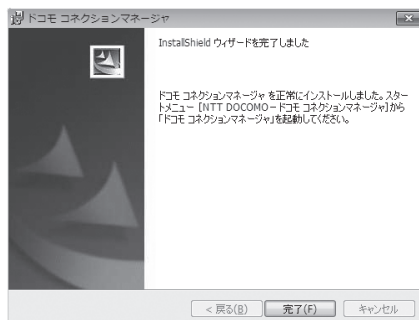 ドコモ コネクションマネージャ
InstallShield ウィザードを完了しました
ドコモ コネクションマネージャ を正常にインストールしました。スター
トメニュー [NTT DOCOMO－ドコモ コネクションマネージャ]から
「ドコモ コネクションマネージャ」を起動してください。
< 戻る(B)
完了(F)
キャンセル